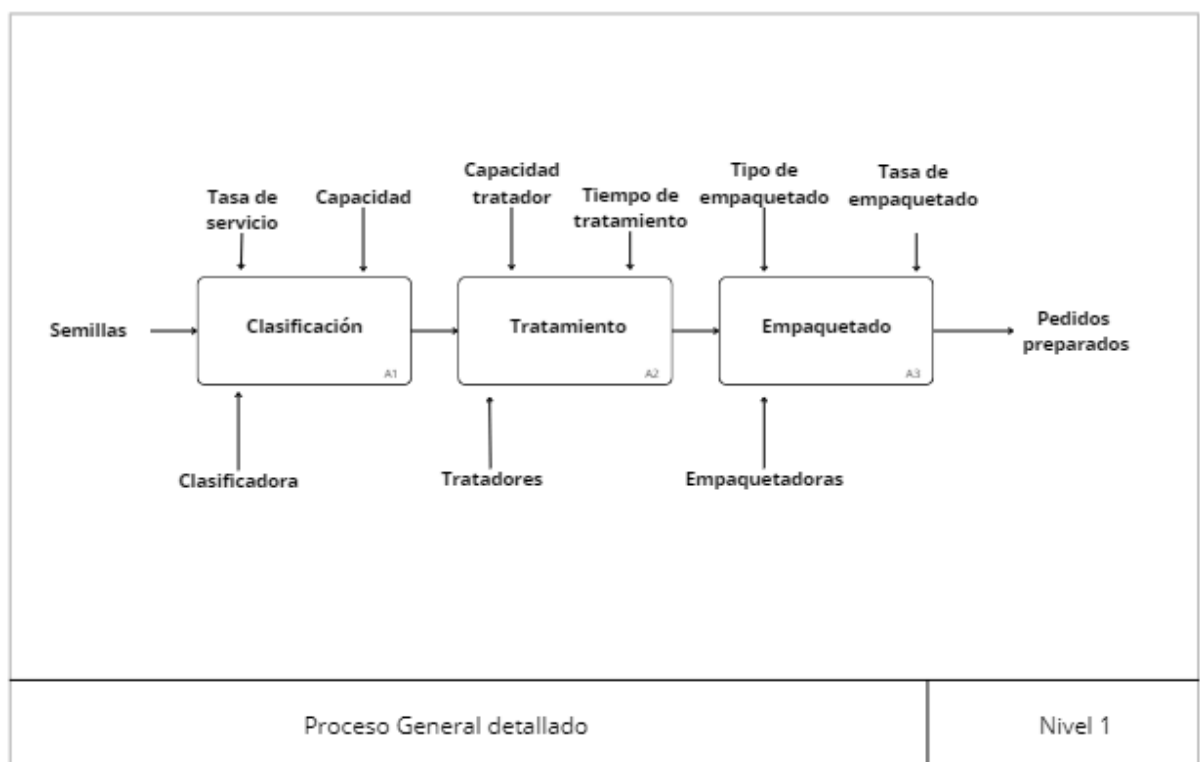 Tasa de
servicio
Capacidad
Capacidad
tratador
Tiempo de
tratamiento
Tipo de
empaquetado
Tasa de
empaquetado
Semillas
Clasificación
A1
Tratamiento
A2
Empaquetado
A3
Pedidos
preparados
Clasificadora
Tratadores
Empaquetadoras
Proceso General detallado
Nivel 1